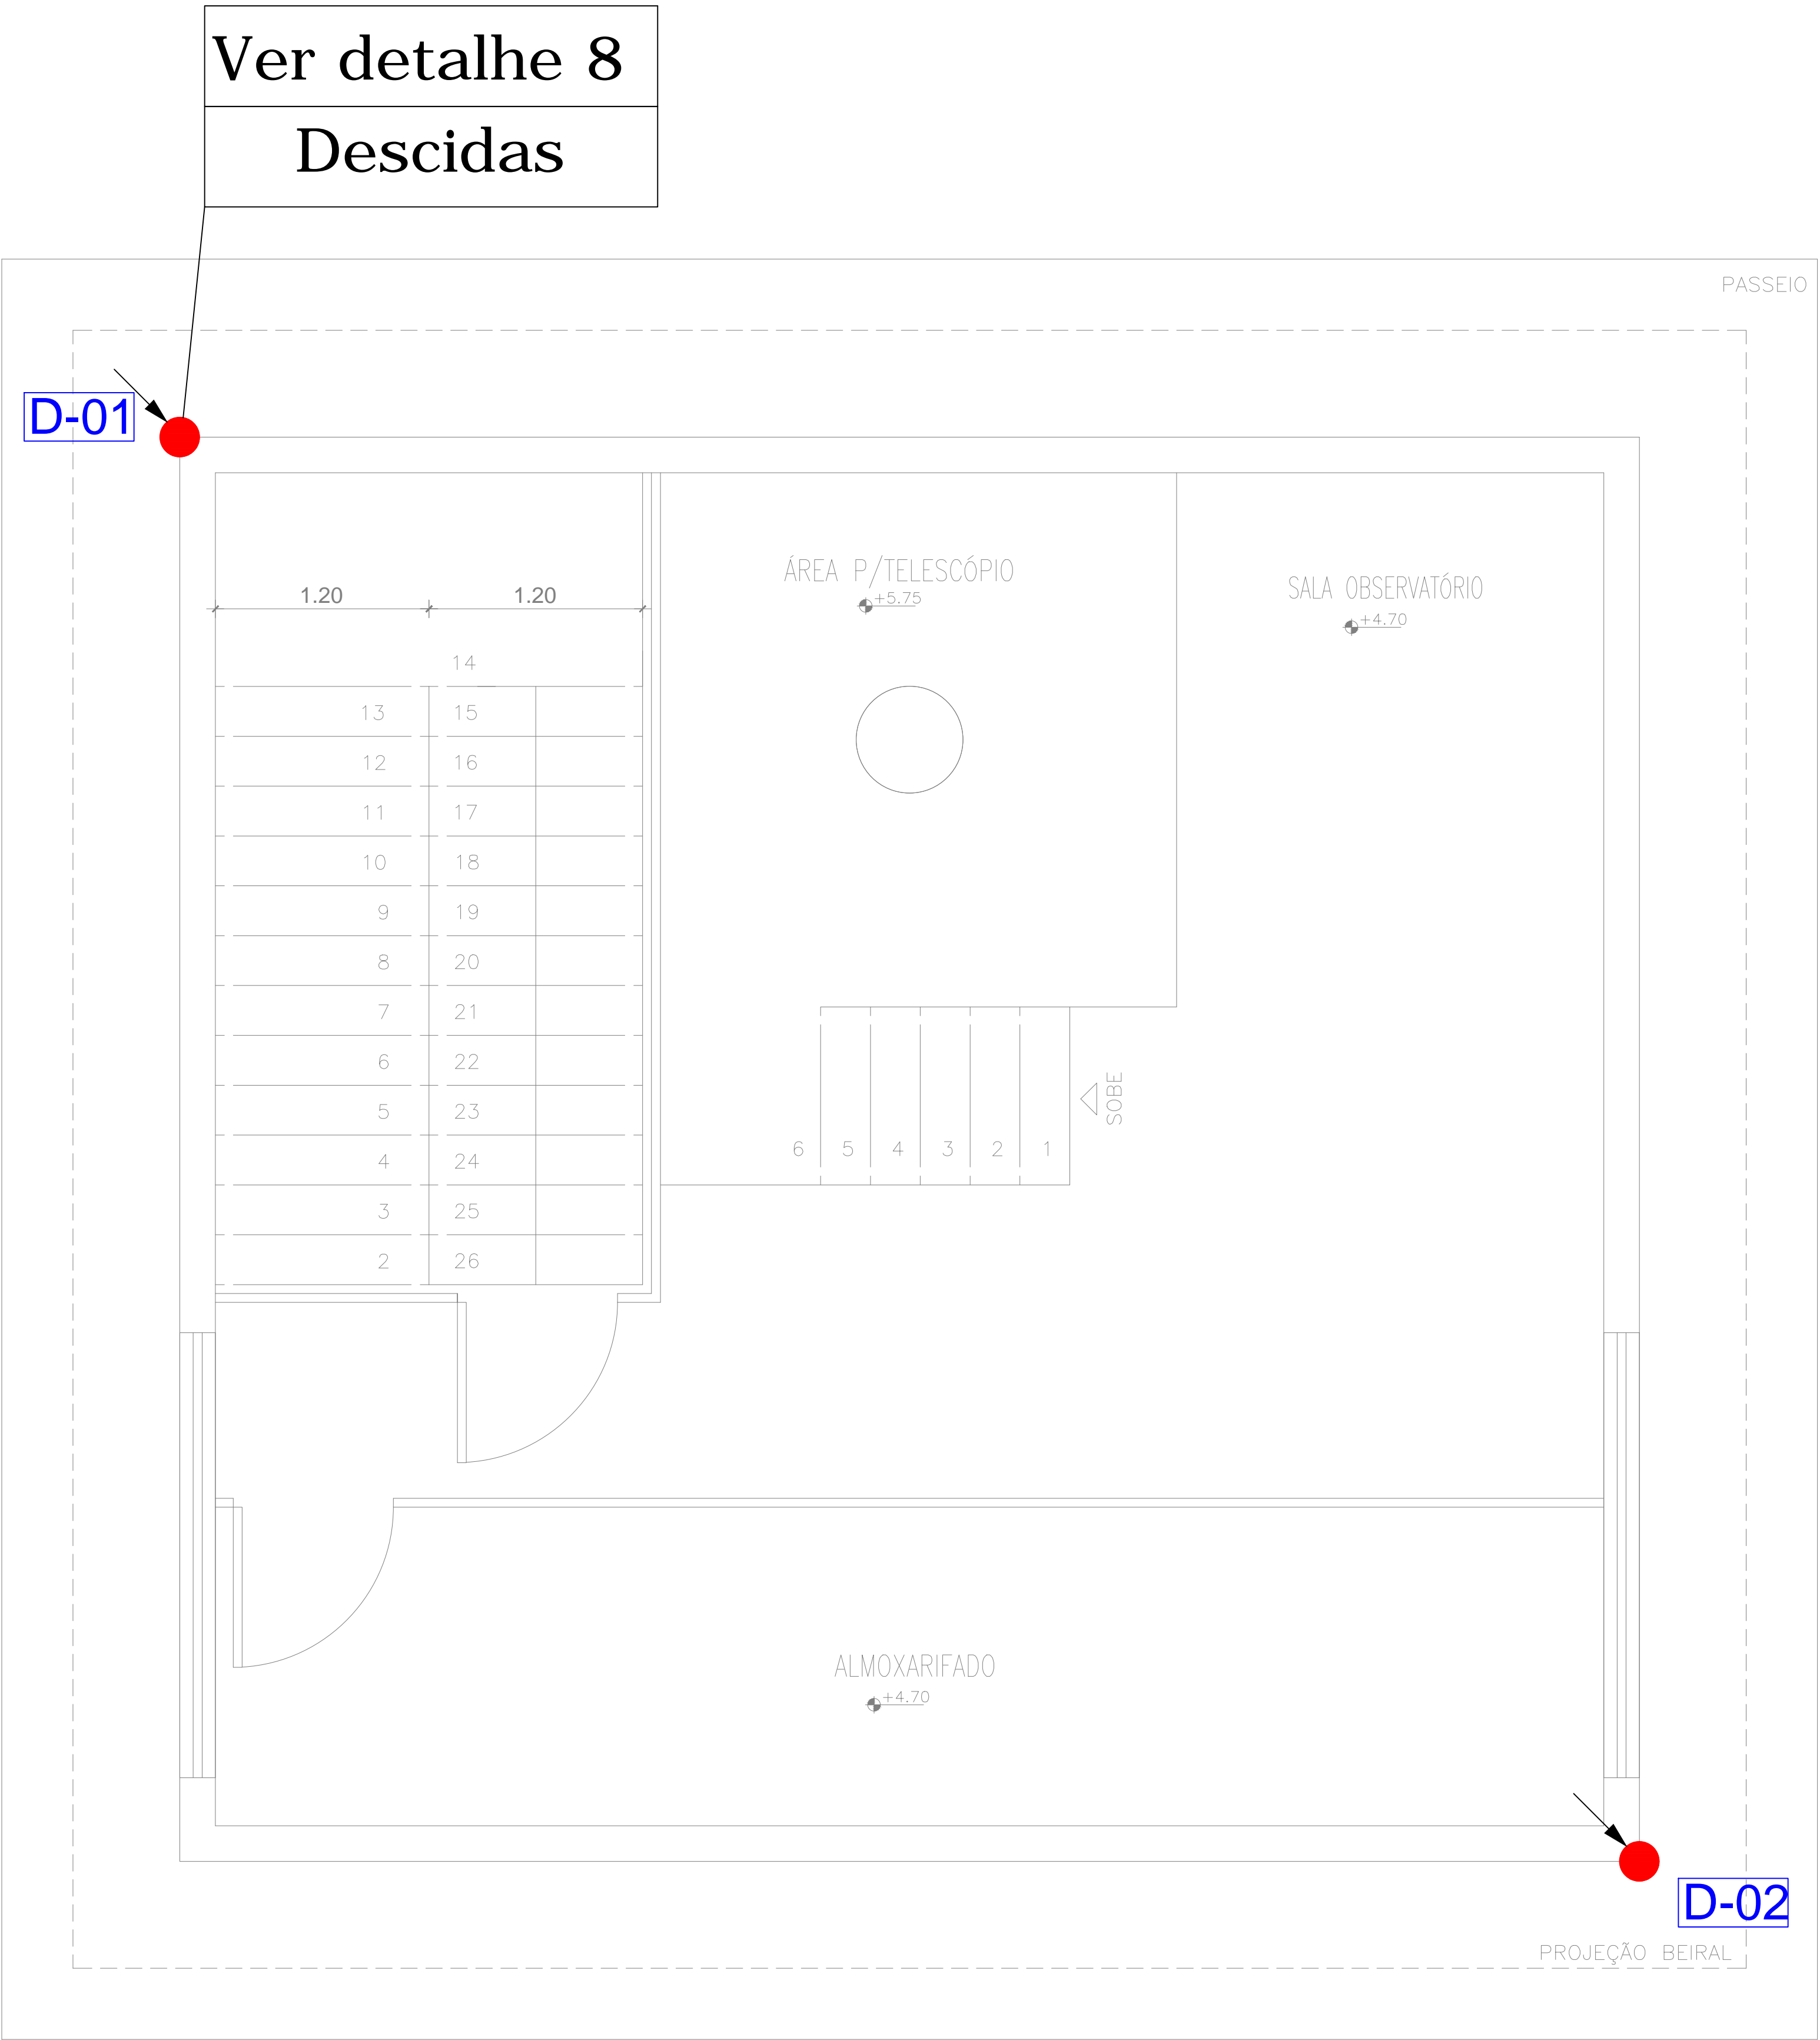 Ver detalhe 8
Descidas
PASSEIO
D-01
ÁREA P/TELESCÓPIO
+5.75
SALA OBSERVATÓRIO
+4.70
1.20 1.20
14
13 15
12 16
11 17
10 18
9 19
8 20
7 21
6 22
5 23
4 24
3 25
2 26
SOBE
6 5 4 3 2 1
ALMOXARIFADO
+4.70
D-02
PROJEÇÃO BEIRAL